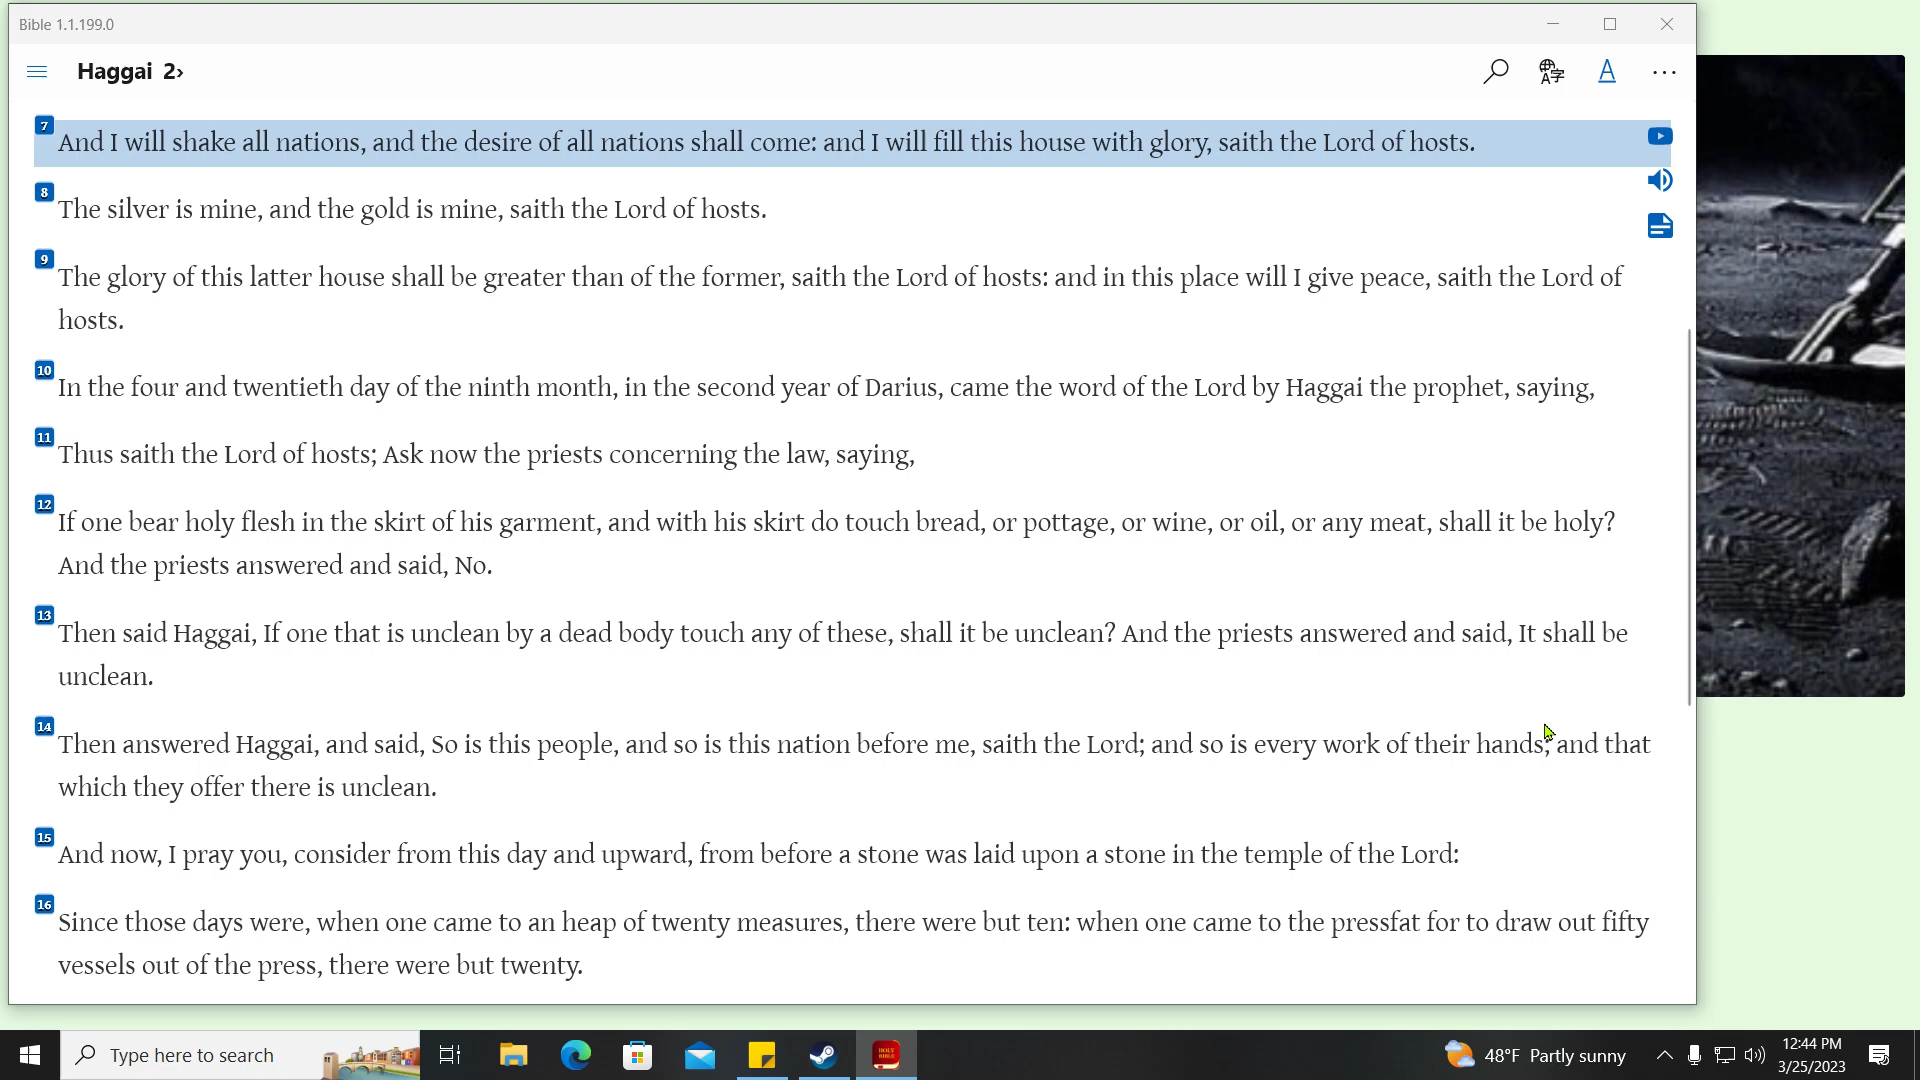 Bible 1.1.199.0
Haggai 2›
7
And I will shake all nations, and the desire of all nations shall come: and I will fill this house with glory, saith the Lord of hosts.
8
The silver is mine, and the gold is mine, saith the Lord of hosts.
9
The glory of this latter house shall be greater than of the former, saith the Lord of hosts: and in this place will I give peace, saith the Lord of
hosts.
10
In the four and twentieth day of the ninth month, in the second year of Darius, came the word of the Lord by Haggai the prophet, saying,
11
Thus saith the Lord of hosts; Ask now the priests concerning the law, saying,
12
If one bear holy flesh in the skirt of his garment, and with his skirt do touch bread, or pottage, or wine, or oil, or any meat, shall it be holy?
And the priests answered and said, No.
13
Then said Haggai, If one that is unclean by a dead body touch any of these, shall it be unclean? And the priests answered and said, It shall be
unclean.
14
Then answered Haggai, and said, So is this people, and so is this nation before me, saith the Lord; and so is every work of their hands; and that
which they offer there is unclean.
15
And now, I pray you, consider from this day and upward, from before a stone was laid upon a stone in the temple of the Lord:
16
Since those days were, when one came to an heap of twenty measures, there were but ten: when one came to the pressfat for to draw out fifty
vessels out of the press, there were but twenty.
Type here to search
HOLY
BIBLE
48°F Partly sunny
12:44 PM
3/25/2023